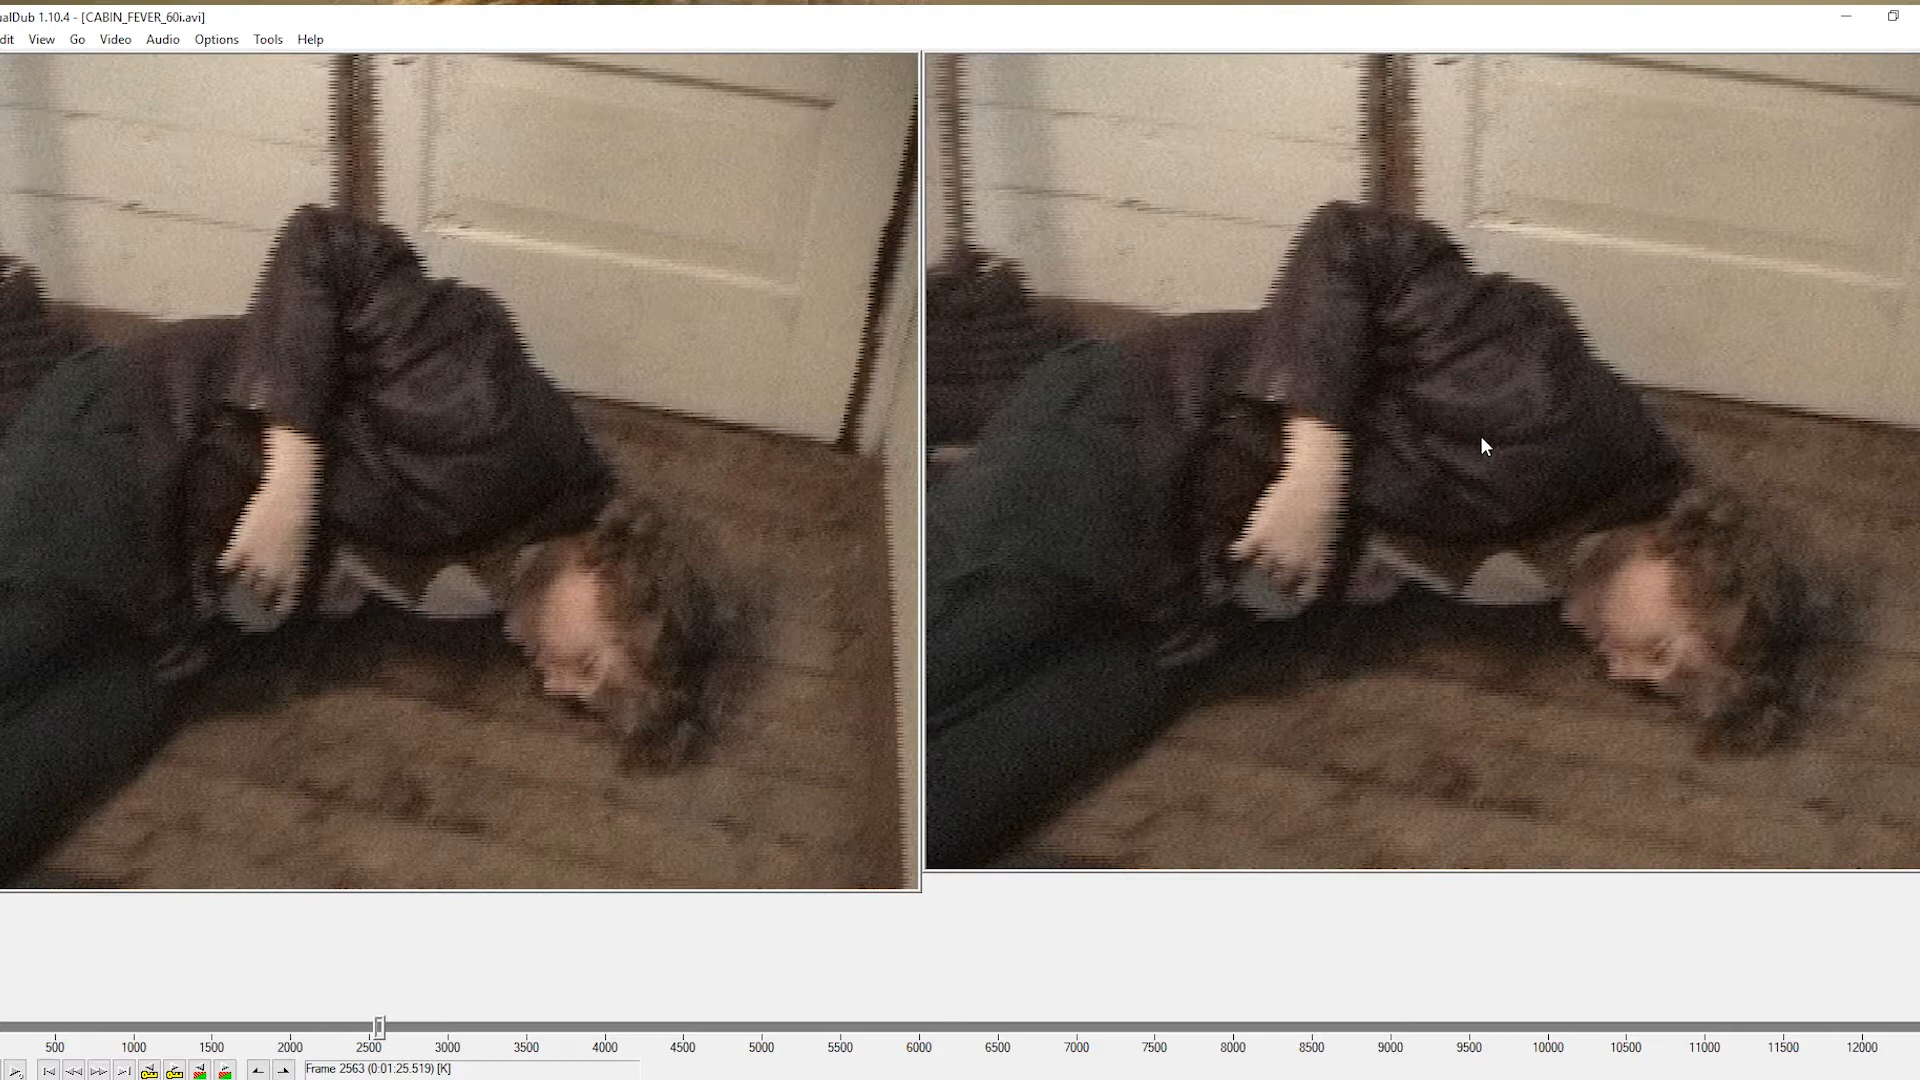 ualDub 1.10.4 - [CABIN_FEVER_60i.avi]
dit View Go Video Audio Options Tools Help
500 1000 1500 2000 2500 3000 3500 4000 4500 5000 5500 6000 6500 7000 7500 8000 8500 9000 9500 10000 10500 11000 11500 12000
Frame 2563 (0:01:25.519) [K]